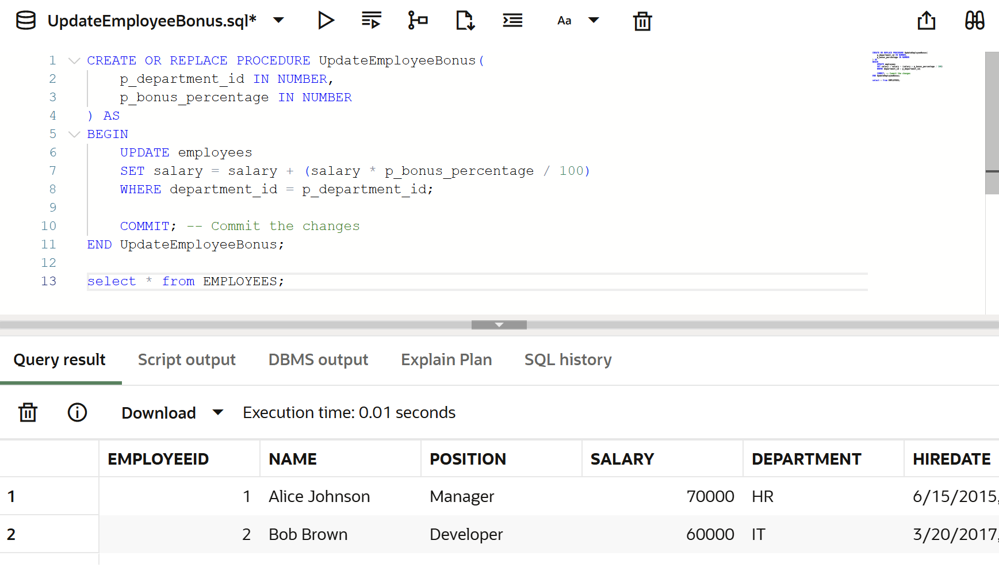 UpdateEmployeeBonus.sql*
Aa
1 CREATE OR REPLACE PROCEDURE UpdateEmployeeBonus(
2 p_department_id IN NUMBER,
3 p_bonus_percentage IN NUMBER
4 ) AS
5 BEGIN
6 UPDATE employees
7 SET salary = salary + (salary * p_bonus_percentage / 100)
8 WHERE department_id = p_department_id;
9
10 COMMIT; -- Commit the changes
11 END UpdateEmployeeBonus;
12
13 select * from EMPLOYEES;
Query result Script output DBMS output Explain Plan SQL history
Download Execution time: 0.01 seconds
EMPLOYEEID NAME POSITION SALARY DEPARTMENT HIREDATE
1 1 Alice Johnson Manager 70000 HR 6/15/2015,
2 2 Bob Brown Developer 60000 IT 3/20/2017,